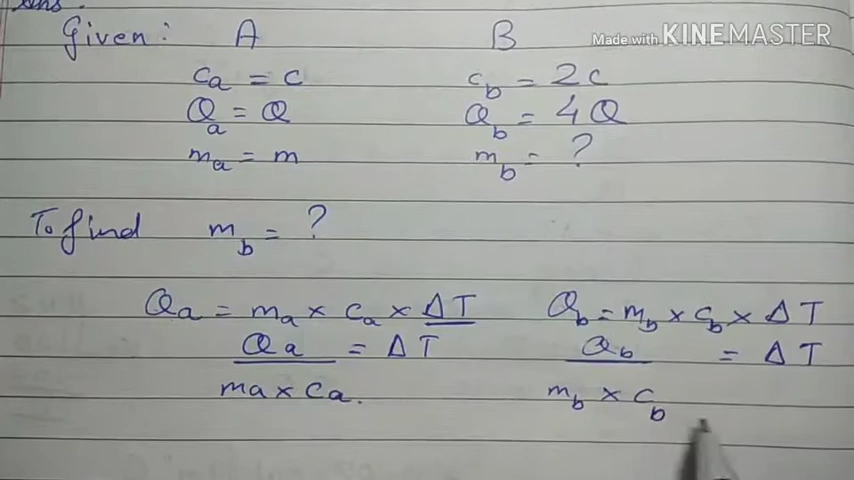 Ans.
Given: A B
Made with KINEMASTER
ca = c cb = 2c
Qa = Q Qb = 4Q
ma = m mb = ?
To find mb = ?
Qa = ma × ca × ΔT Qb = mb × cb × ΔT
Qa = ΔT Qb = ΔT
ma × ca. mb × cb